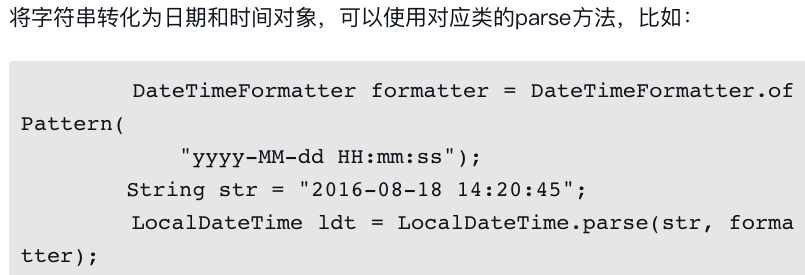 将字符串转化为日期和时间对象，可以使用对应类的parse方法，比如：
DateTimeFormatter formatter = DateTimeFormatter.of
Pattern(
"yyyy-MM-dd HH:mm:ss");
String str = "2016-08-18 14:20:45";
LocalDateTime ldt = LocalDateTime.parse(str, forma
tter);